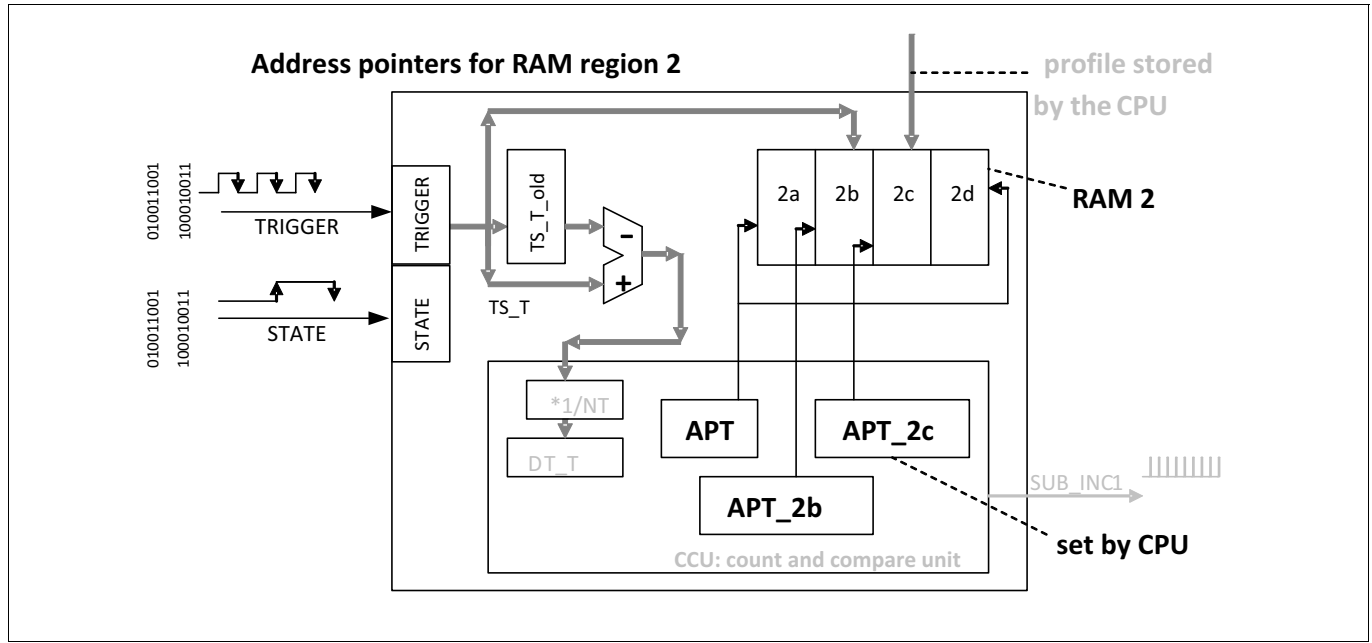 Address pointers for RAM region 2
profile stored
by the CPU
010011001
100010011
TRIGGER
TRIGGER
TS_T_old
-
+
TS_T
2a
2b
2c
2d
RAM 2
010011001
100010011
STATE
STATE
*1/NT
DT_T
APT
APT_2c
APT_2b
SUB_INC1
set by CPU
CCU: count and compare unit